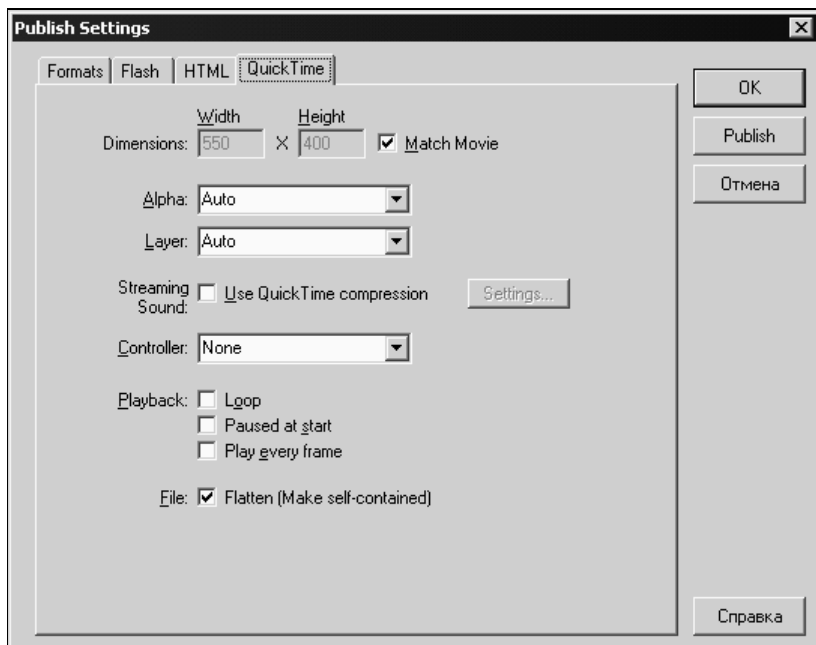 Publish Settings
Formats Flash HTML QuickTime
OK
Width Height
Dimensions: 550 X 400 Match Movie
Publish
Отмена
Alpha: Auto
Layer: Auto
Streaming Sound: Use QuickTime compression Settings...
Controller: None
Playback: Loop
Paused at start
Play every frame
File: Flatten (Make self-contained)
Справка